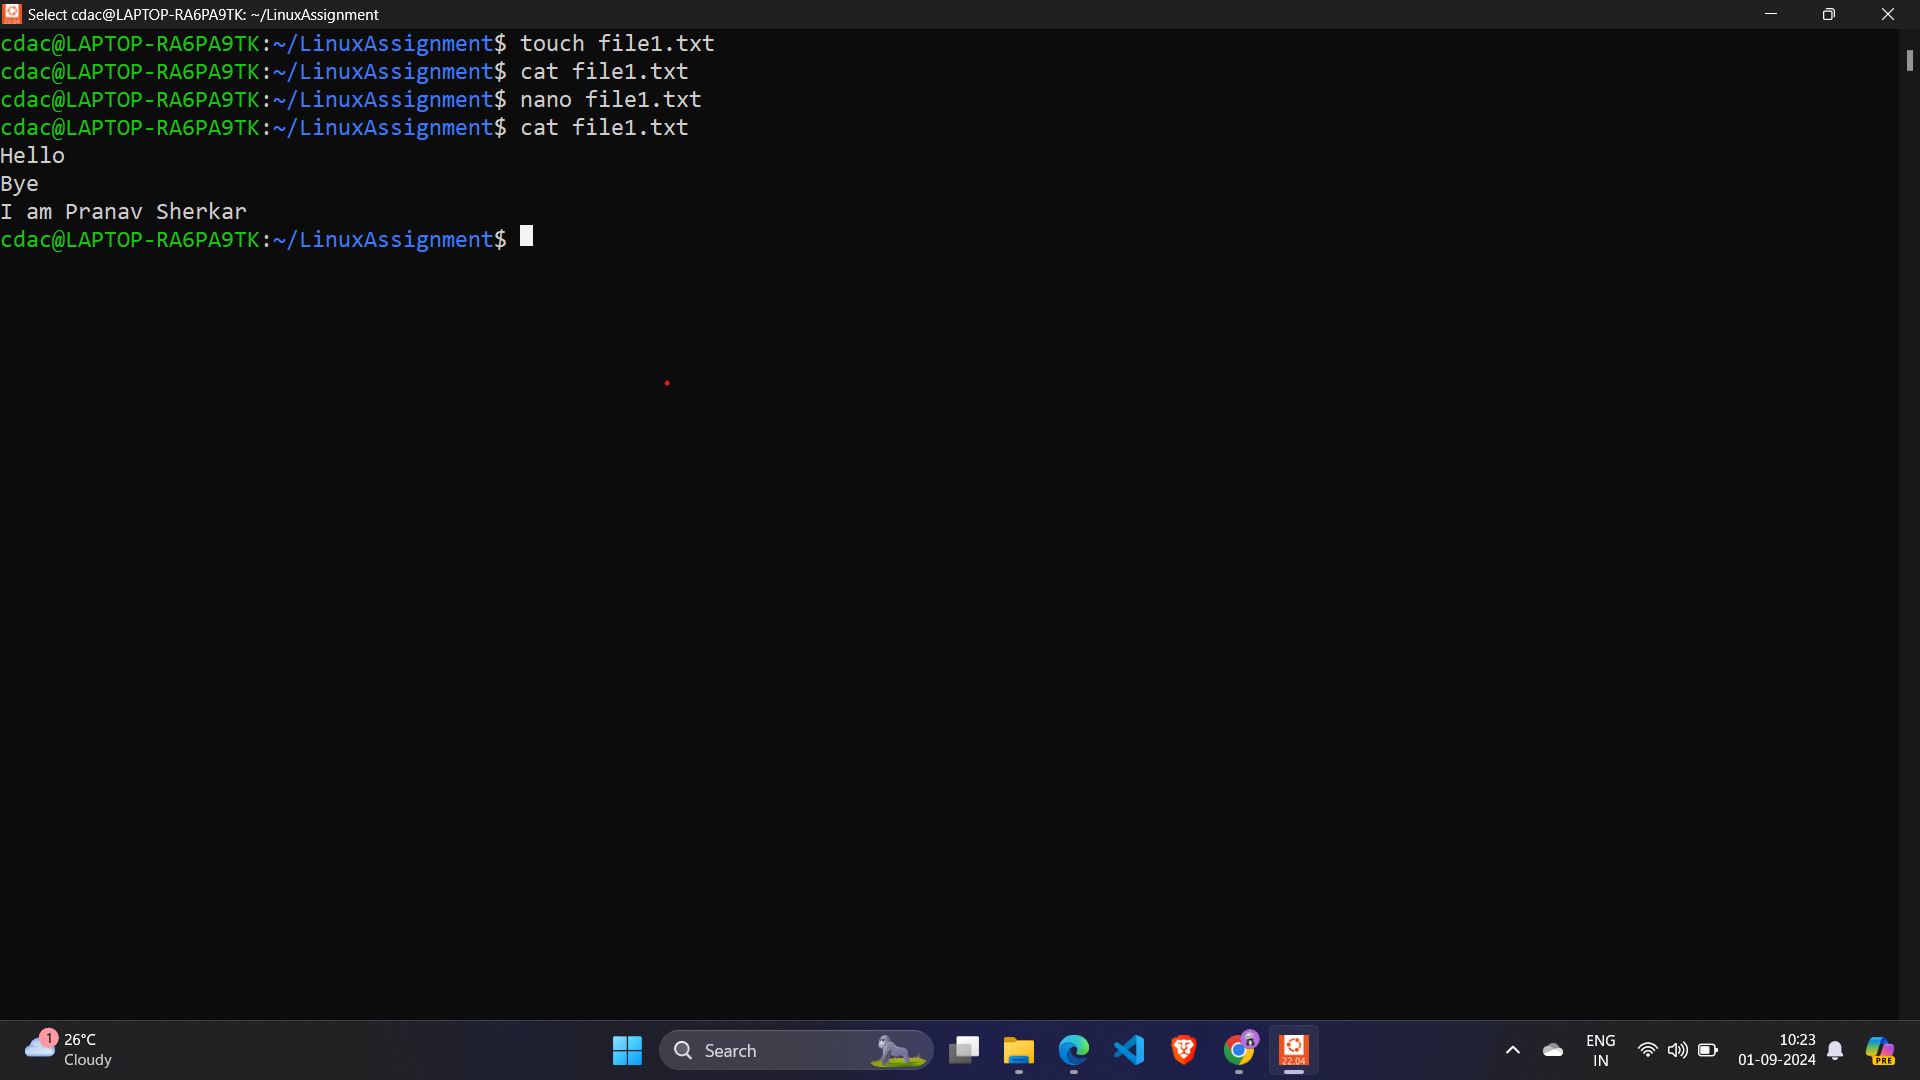 Select cdac@LAPTOP-RA6PA9TK: ~/LinuxAssignment
cdac@LAPTOP-RA6PA9TK:~/LinuxAssignment$ touch file1.txt
cdac@LAPTOP-RA6PA9TK:~/LinuxAssignment$ cat file1.txt
cdac@LAPTOP-RA6PA9TK:~/LinuxAssignment$ nano file1.txt
cdac@LAPTOP-RA6PA9TK:~/LinuxAssignment$ cat file1.txt
Hello
Bye
I am Pranav Sherkar
cdac@LAPTOP-RA6PA9TK:~/LinuxAssignment$
1
26°C
Cloudy
Search
22.04
ENG
IN
10:23
01-09-2024
PRE